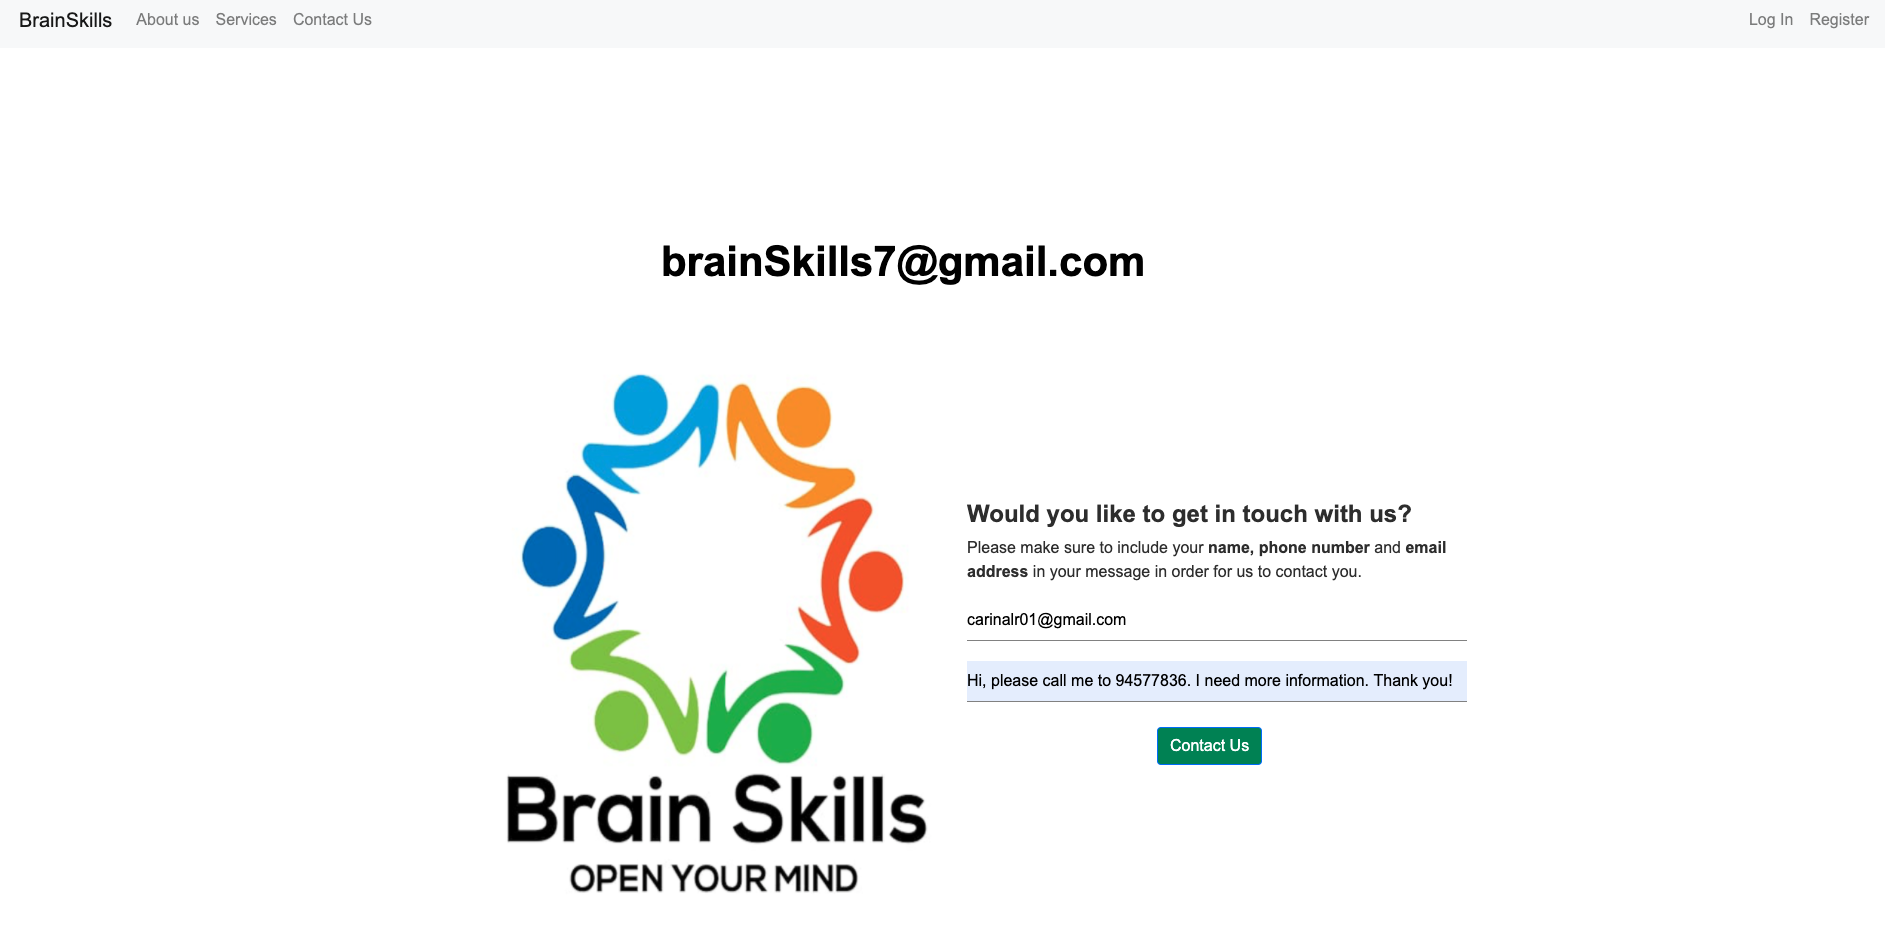 BrainSkills About us Services Contact Us Log In Register
brainSkills7@gmail.com
Would you like to get in touch with us?
Please make sure to include your name, phone number and email
address in your message in order for us to contact you.
carinalr01@gmail.com
Hi, please call me to 94577836. I need more information. Thank you!
Contact Us
Brain Skills
OPEN YOUR MIND